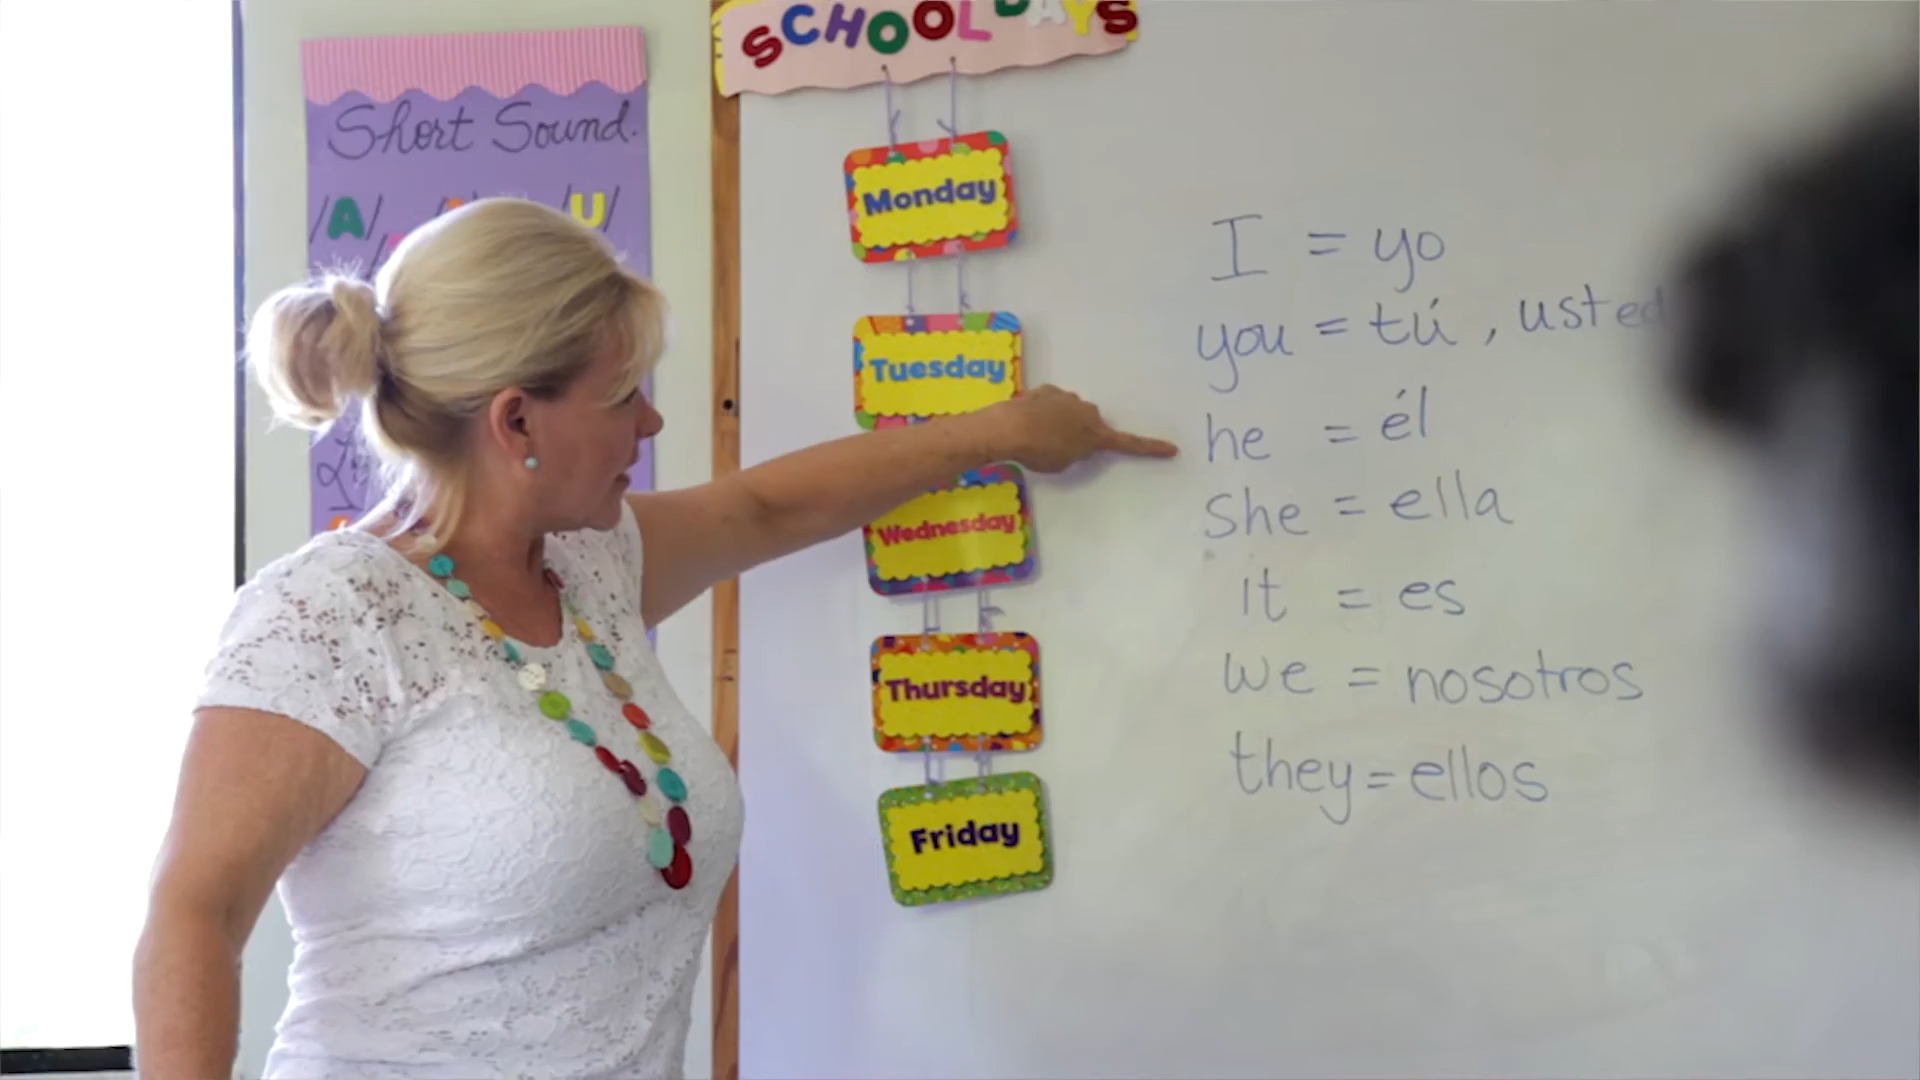 SCHOOL DAYS
Short Sound.
/A/
/U/
Monday
Tuesday
Wednesday
Thursday
Friday
I = yo
you = tú, usted
he = él
She = ella
it = es
we = nosotros
they = ellos